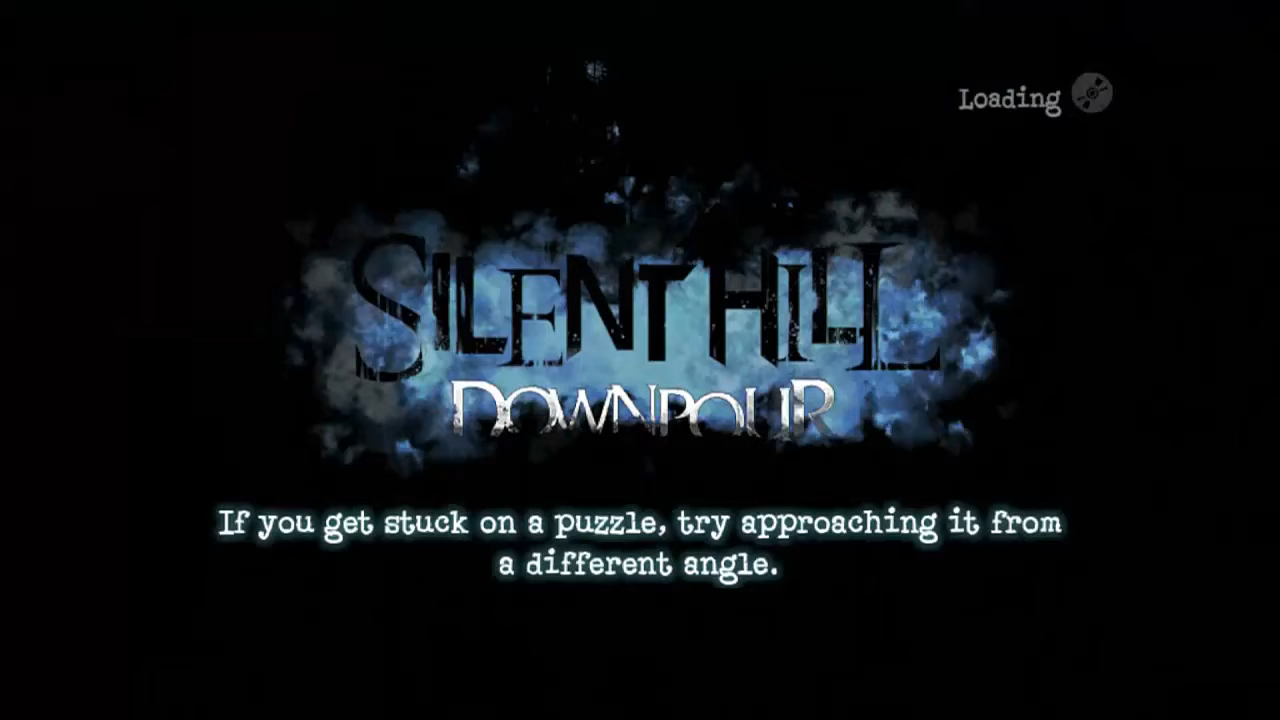 Loading
SILENT HILL
DOWNPOUR
If you get stuck on a puzzle, try approaching it from
a different angle.